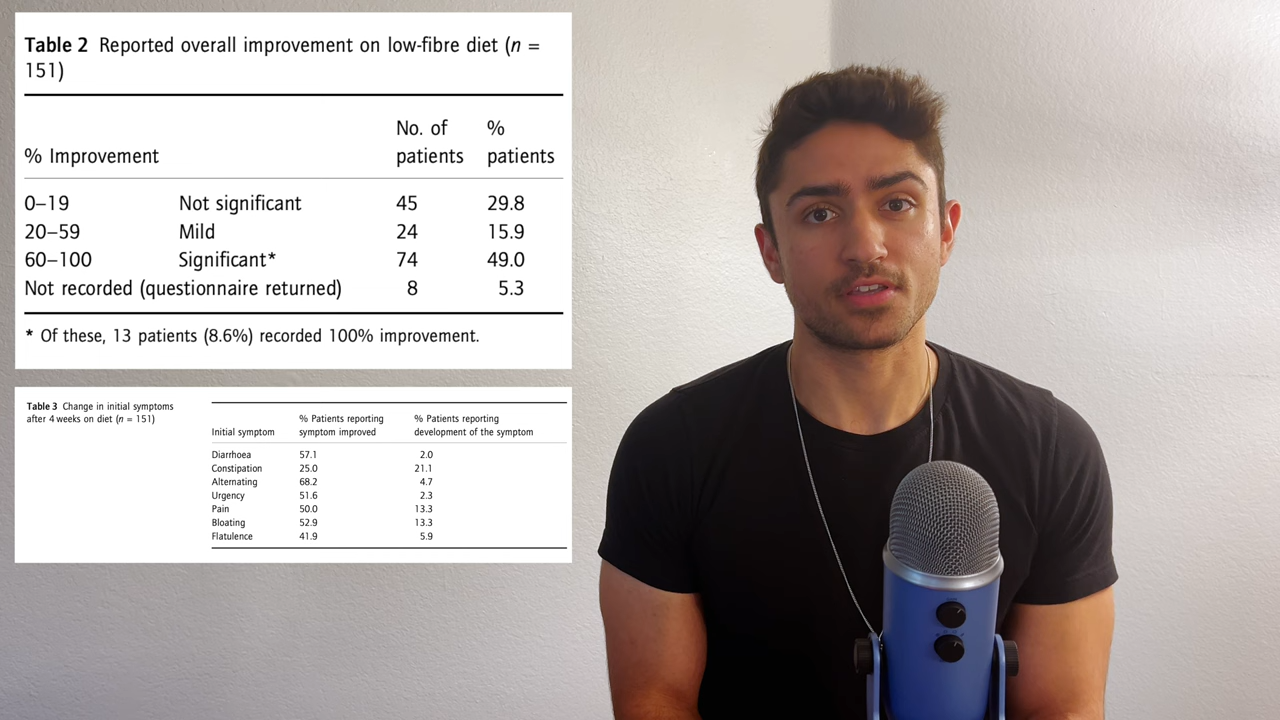 Table 2 Reported overall improvement on low-fibre diet (n =
151)
No. of %
% Improvement patients patients
0–19 Not significant 45 29.8
20–59 Mild 24 15.9
60–100 Significant* 74 49.0
Not recorded (questionnaire returned) 8 5.3
* Of these, 13 patients (8.6%) recorded 100% improvement.
Table 3 Change in initial symptoms
after 4 weeks on diet (n = 151)
% Patients reporting % Patients reporting
Initial symptom symptom improved development of the symptom
Diarrhoea 57.1 2.0
Constipation 25.0 21.1
Alternating 68.2 4.7
Urgency 51.6 2.3
Pain 50.0 13.3
Bloating 52.9 13.3
Flatulence 41.9 5.9